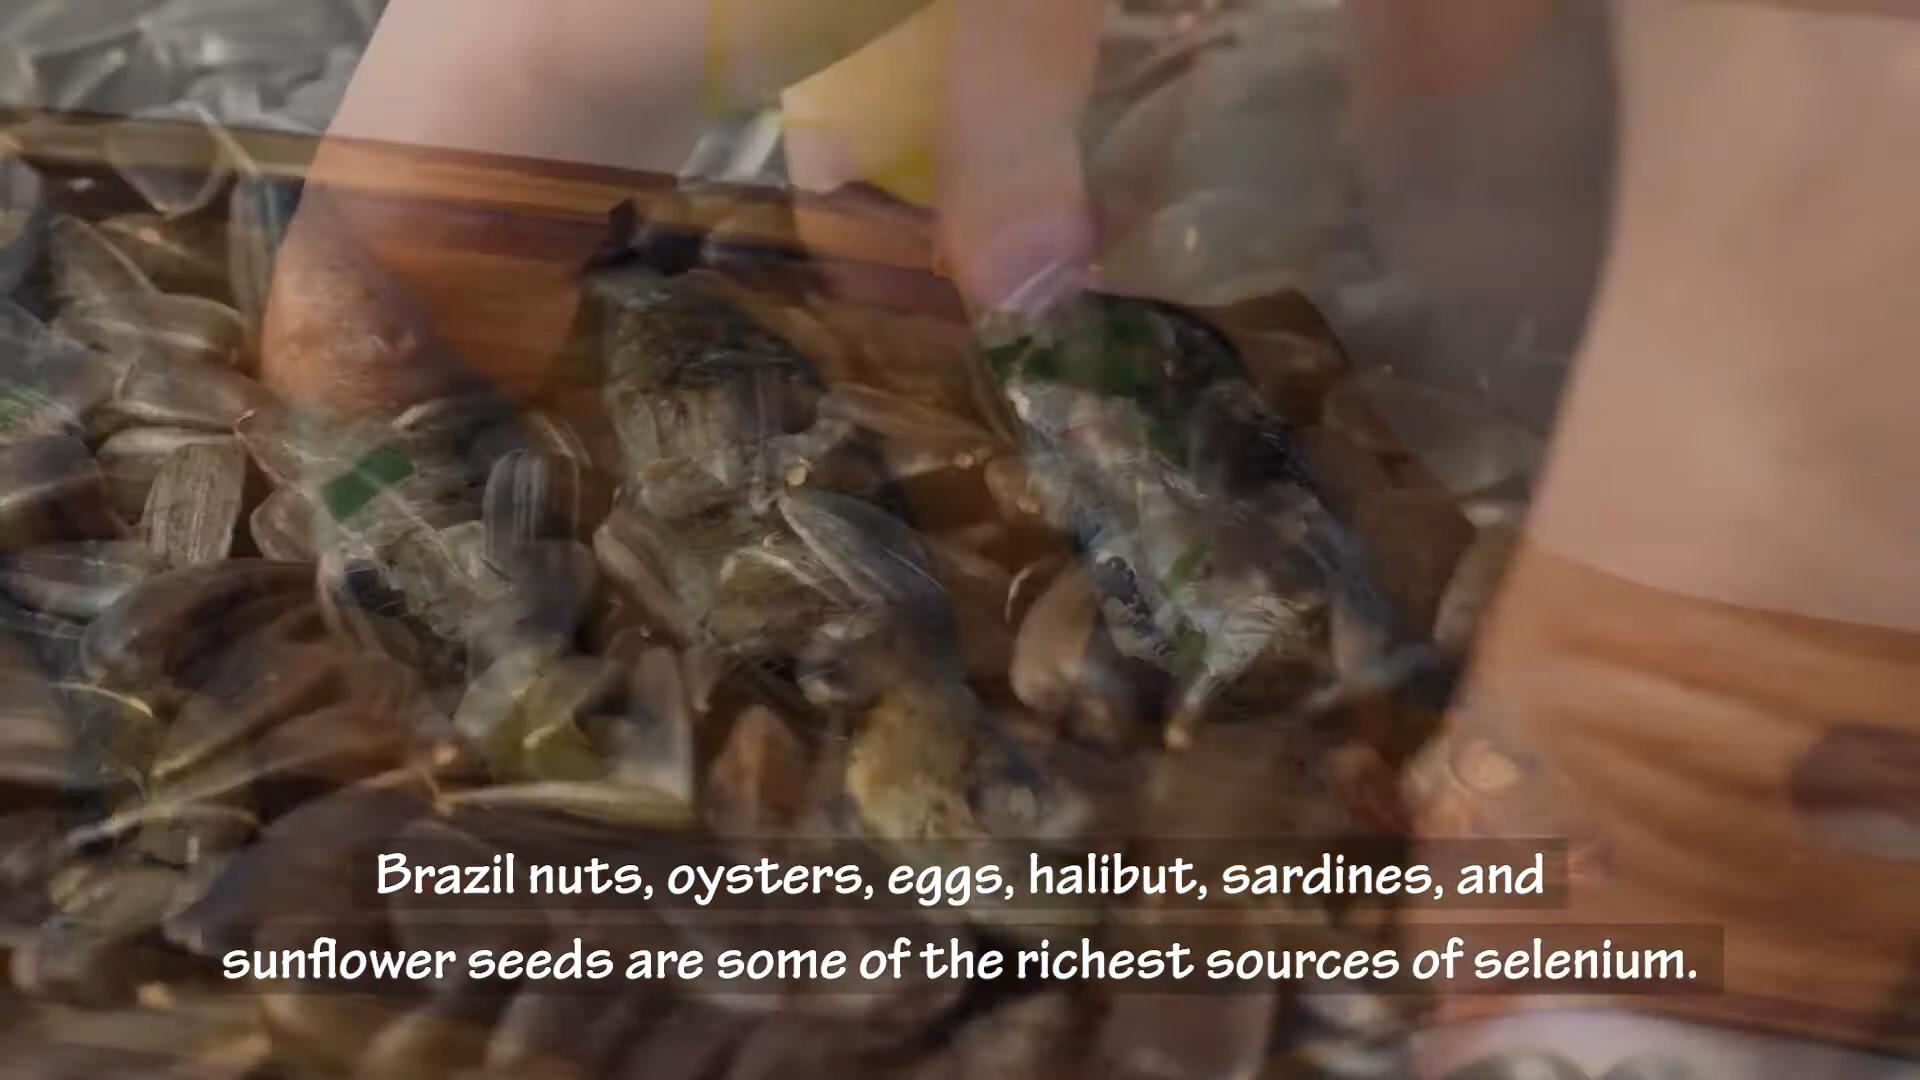 Brazil nuts, oysters, eggs, halibut, sardines, and
sunflower seeds are some of the richest sources of selenium.